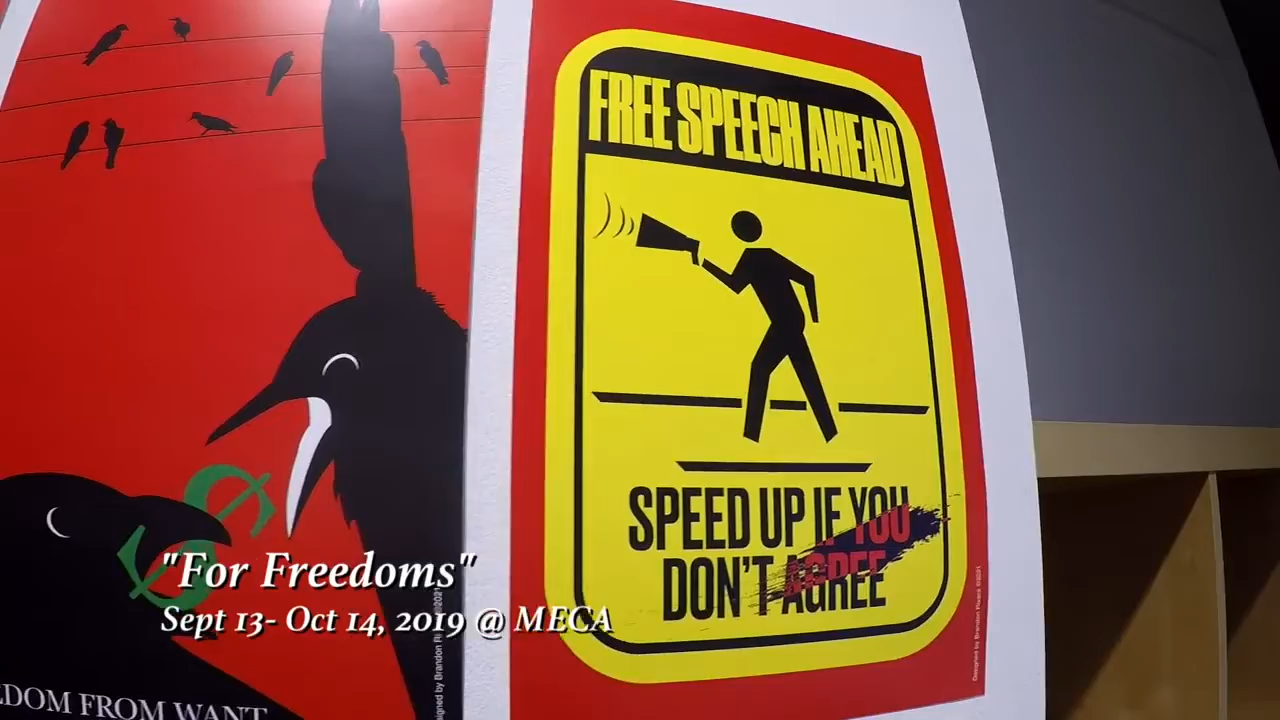 FREE SPEECH AHEAD
SPEED UP IF YOU
DON'T AGREE
"For Freedoms"
Sept 13- Oct 14, 2019 @ MECA
EDOM FROM WANT